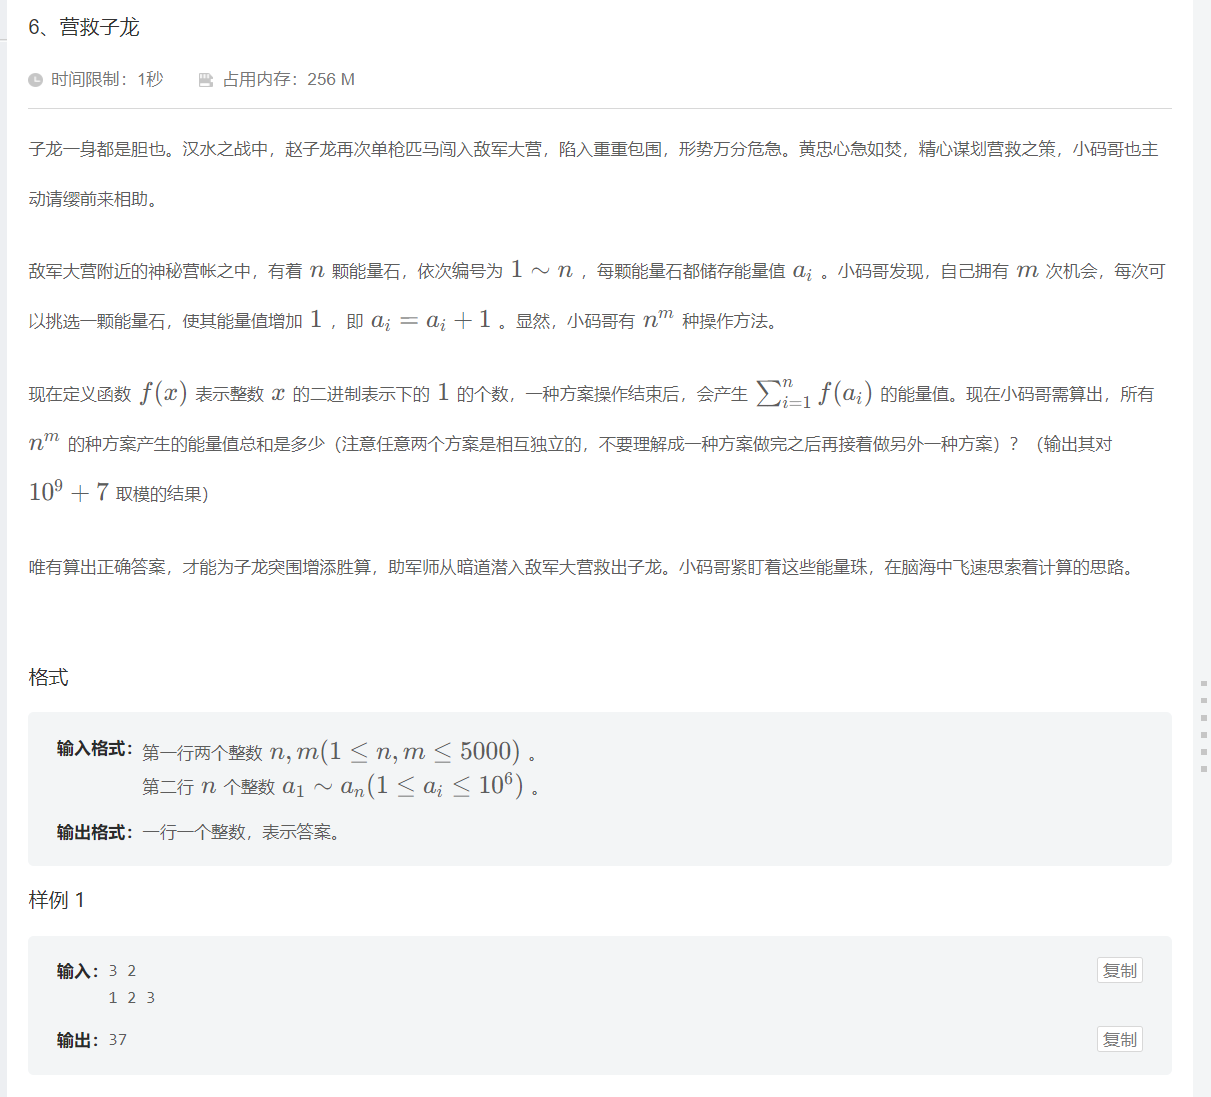 6、营救子龙
时间限制：1秒 占用内存：256 M
子龙一身都是胆也。汉水之战中，赵子龙再次单枪匹马闯入敌军大营，陷入重重包围，形势万分危急。黄忠心急如焚，精心谋划营救之策，小码哥也主
动请缨前来相助。
敌军大营附近的神秘营帐之中，有着 n 颗能量石，依次编号为 1 ∼ n ，每颗能量石都储存能量值 a_i 。小码哥发现，自己拥有 m 次机会，每次可
以挑选一颗能量石，使其能量值增加 1 ，即 a_i = a_i + 1 。显然，小码哥有 n^m 种操作方法。
现在定义函数 f(x) 表示整数 x 的二进制表示下的 1 的个数，一种方案操作结束后，会产生 ∑_{i=1}^{n} f(a_i) 的能量值。现在小码哥需算出，所有
n^m 的种方案产生的能量值总和是多少（注意任意两个方案是相互独立的，不要理解成一种方案做完之后再接着做另外一种方案）？（输出其对
10^9 + 7 取模的结果）
唯有算出正确答案，才能为子龙突围增添胜算，助军师从暗道潜入敌军大营救出子龙。小码哥紧盯着这些能量珠，在脑海中飞速思索着计算的思路。
格式
输入格式：第一行两个整数 n, m(1 ≤ n, m ≤ 5000) 。
第二行 n 个整数 a_1 ∼ a_n(1 ≤ a_i ≤ 10^6) 。
输出格式：一行一个整数，表示答案。
样例 1
输入：3 2 复制
1 2 3
输出：37 复制